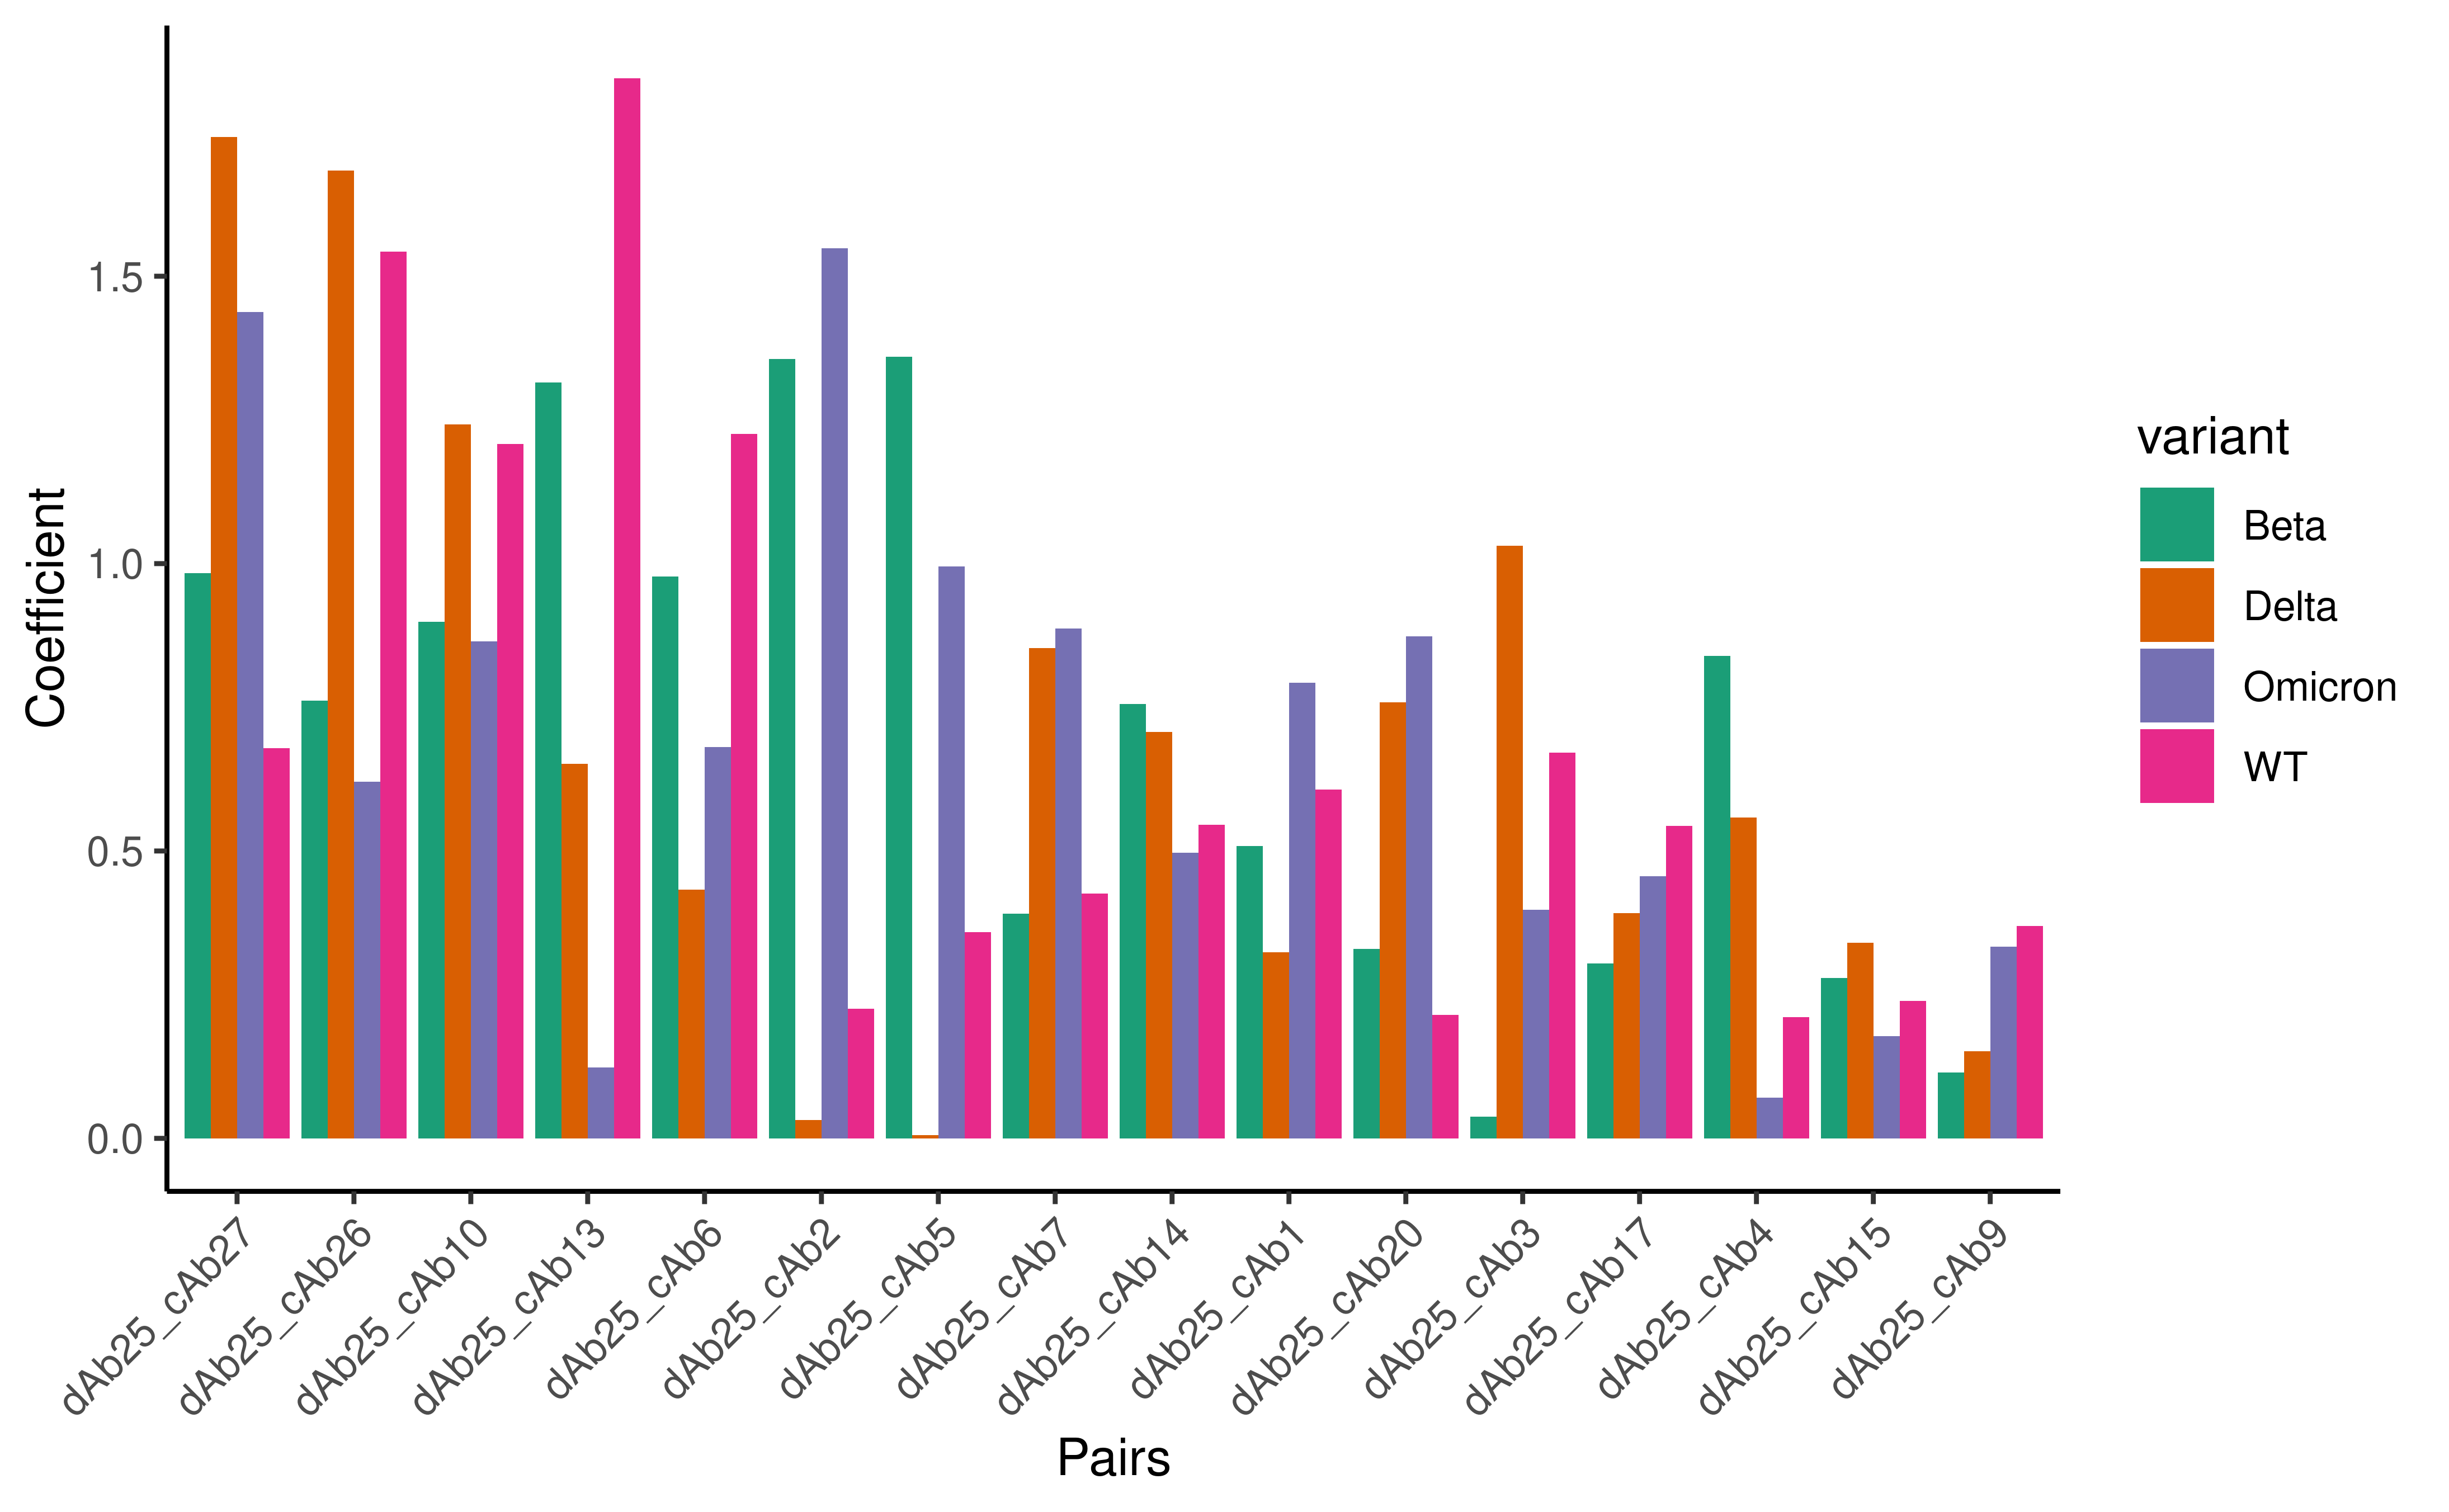 Coefficient
1.5
1.0
0.5
0.0
dAb25_cAb27
dAb25_cAb26
dAb25_cAb10
dAb25_cAb13
dAb25_cAb6
dAb25_cAb2
dAb25_cAb5
dAb25_cAb7
dAb25_cAb14
dAb25_cAb1
dAb25_cAb20
dAb25_cAb3
dAb25_cAb17
dAb25_cAb4
dAb25_cAb15
dAb25_cAb9
Pairs
variant
Beta
Delta
Omicron
WT